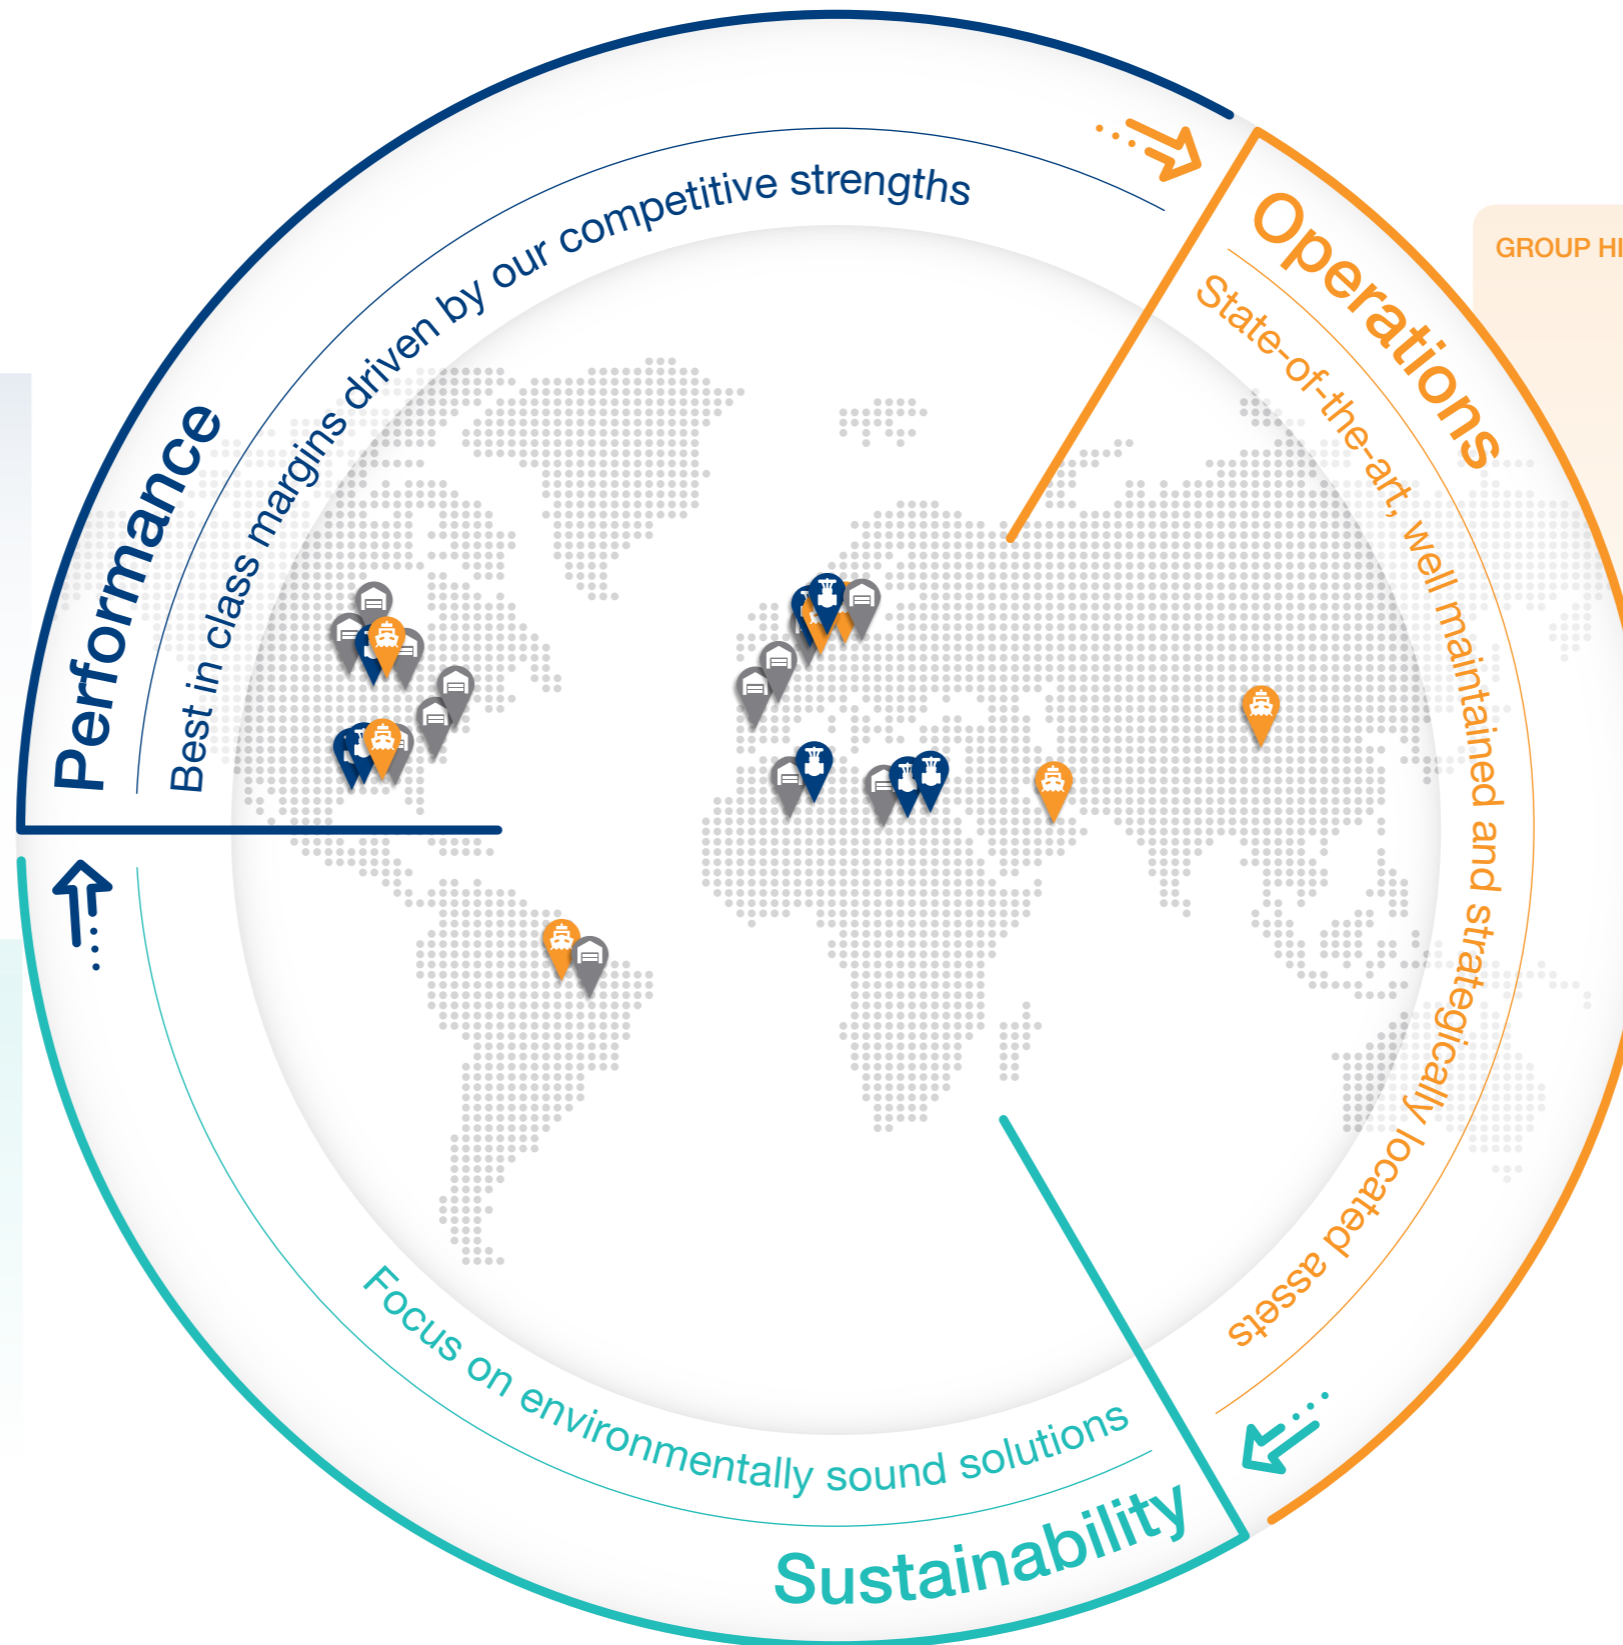 Performance
Best in class margins driven by our competitive strengths
Operations
State-of-the-art, well maintained and strategically located assets
GROUP
Sustainability
Focus on environmentally sound solutions